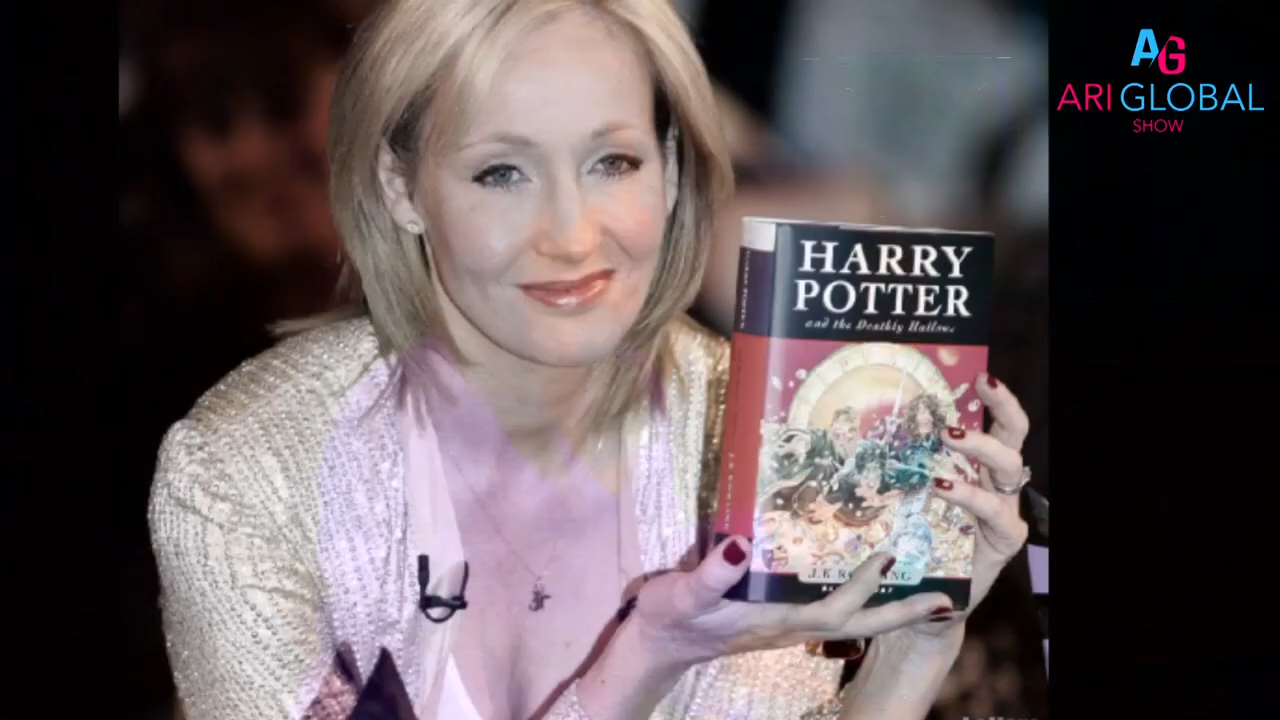 AG
ARI GLOBAL
SHOW
HARRY
POTTER
and the Deathly Hallows